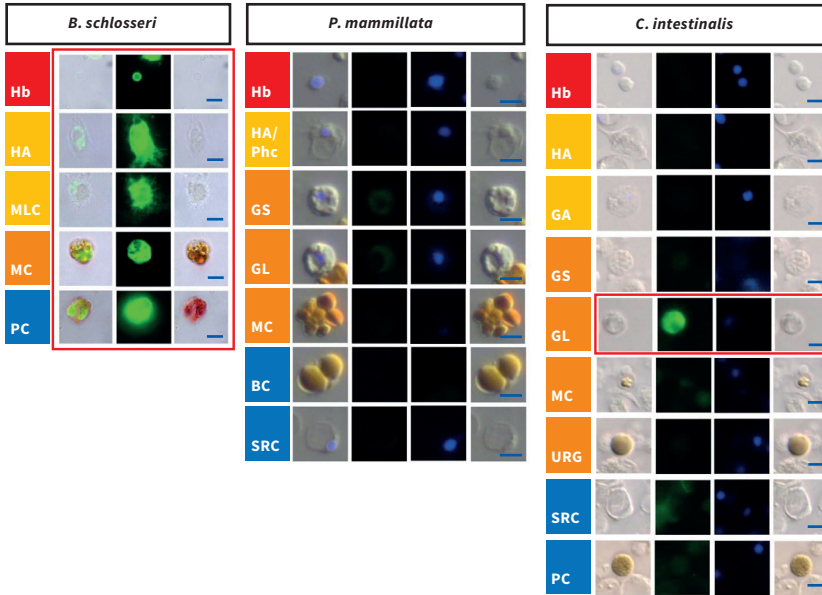 B. schlosseri
Hb
HA
MLC
MC
PC
P. mammillata
Hb
HA/
Phc
GS
GL
MC
BC
SRC
C. intestinalis
Hb
HA
GA
GS
GL
MC
URG
SRC
PC